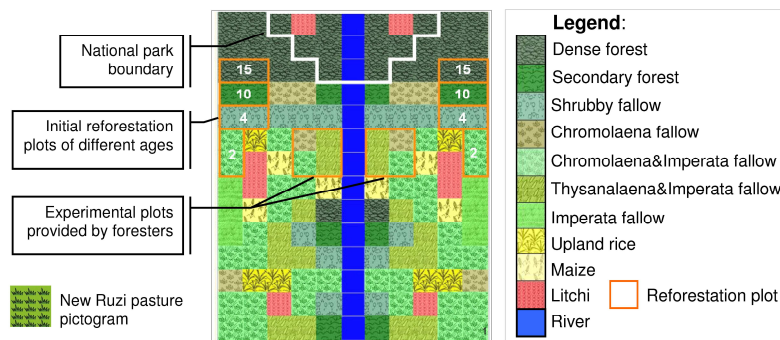 National park
boundary
Initial reforestation
plots of different ages
Experimental plots
provided by foresters
New Ruzi pasture
pictogram
15
15
10
10
4
4
2
2
Legend:
Dense forest
Secondary forest
Shrubby fallow
Chromolaena fallow
Chromolaena&Imperata fallow
Thysanalaena&Imperata fallow
Imperata fallow
Upland rice
Maize
Litchi
Reforestation plot
River